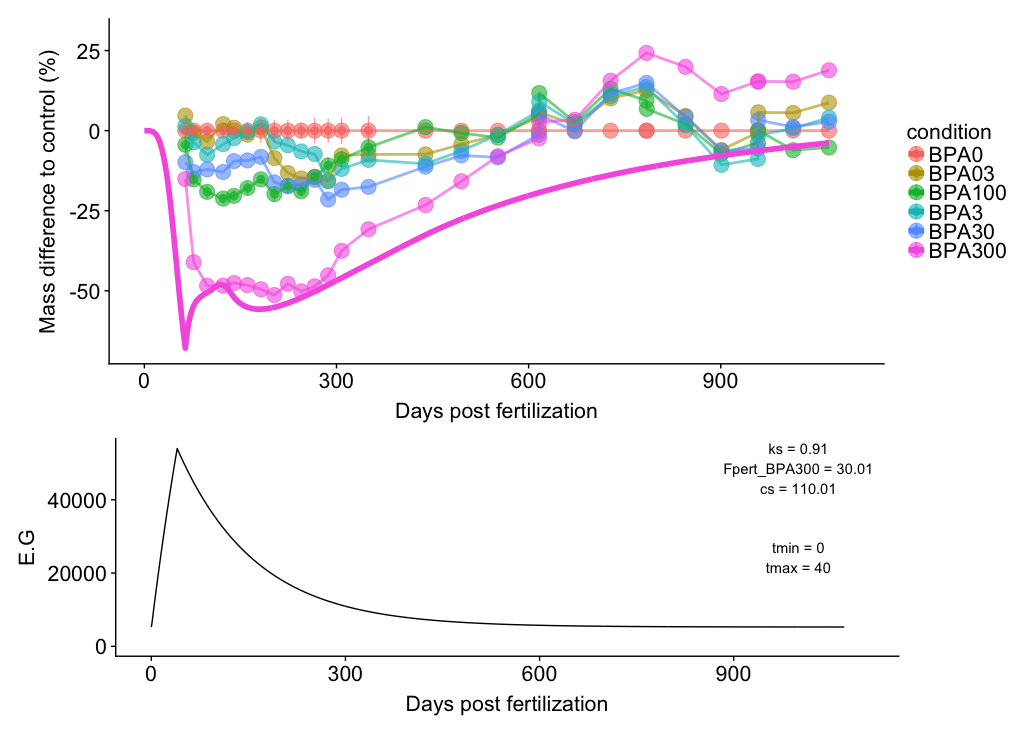 Mass difference to control (%)
25
0
-25
-50
0 300 600 900
Days post fertilization
condition
BPA0
BPA03
BPA100
BPA3
BPA30
BPA300
E.G
40000
20000
0
0 300 600 900
Days post fertilization
ks = 0.91
Fpert_BPA300 = 30.01
cs = 110.01
tmin = 0
tmax = 40